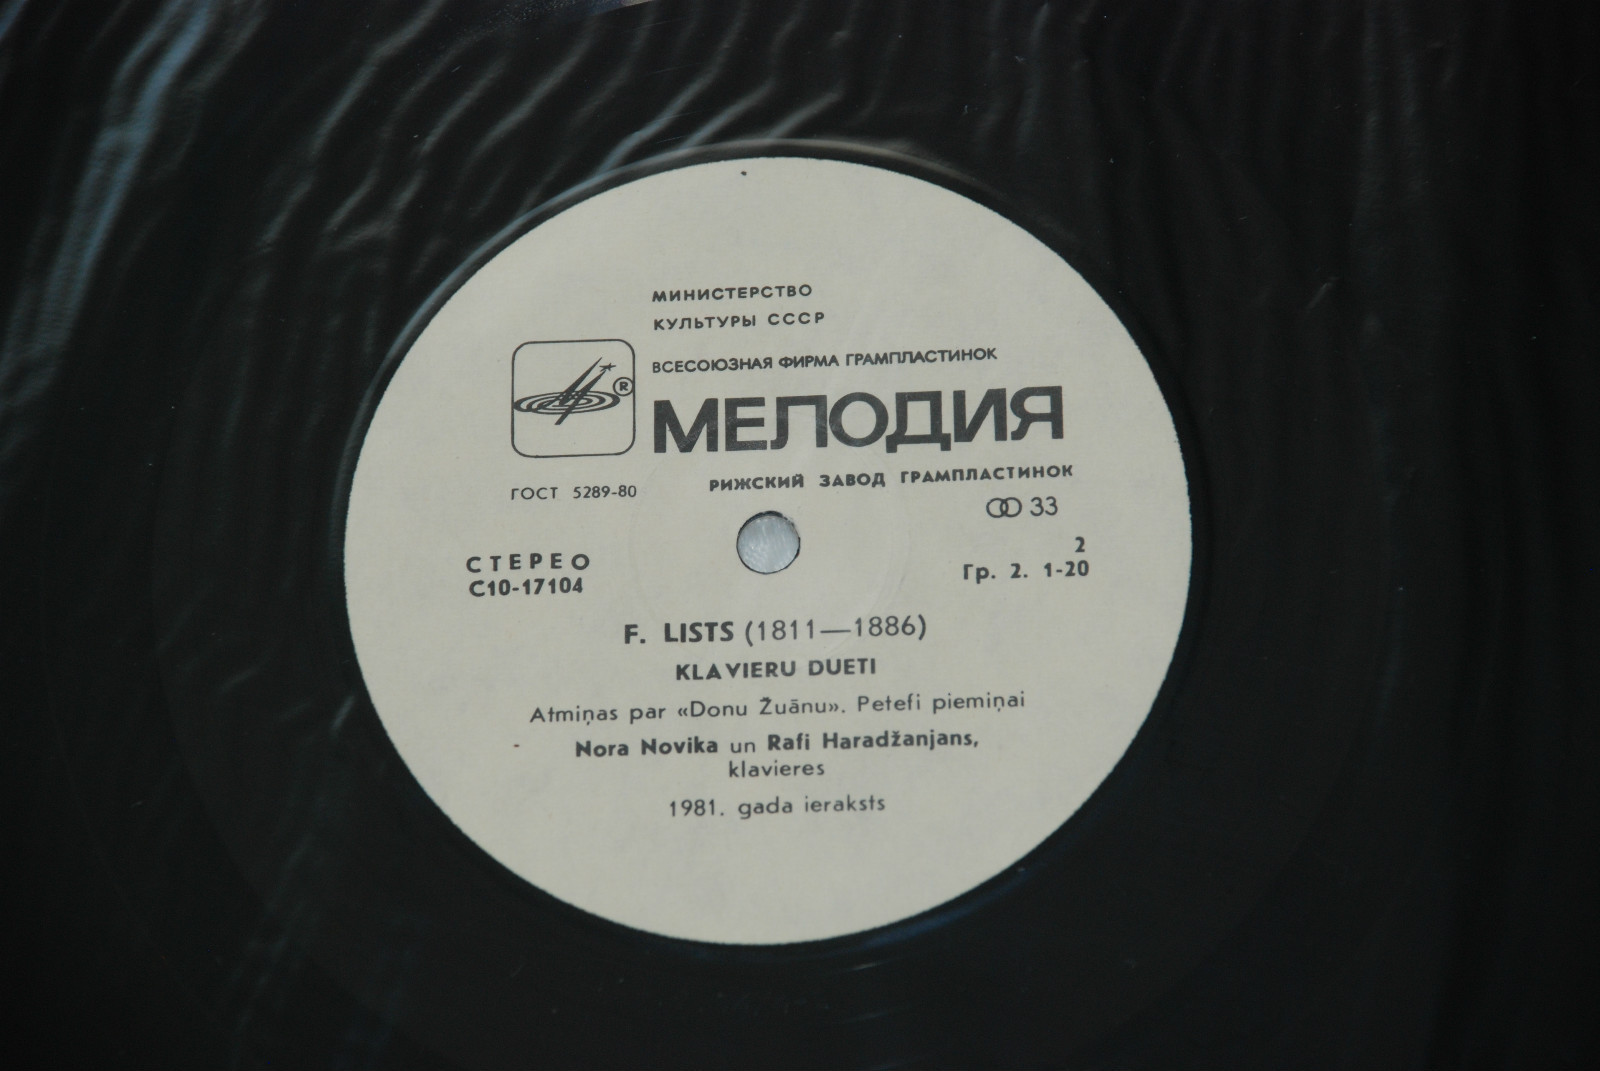 МИНИСТЕРСТВО
КУЛЬТУРЫ СССР
ВСЕСОЮЗНАЯ ФИРМА ГРАМПЛАСТИНОК
®
МЕЛОДИЯ
РИЖСКИЙ ЗАВОД ГРАМПЛАСТИНОК
ГОСТ 5289-80
33
СТЕРЕО
2
С10-17104
Гр. 2. 1-20
F. LISTS (1811—1886)
KLAVIERU DUETI
Atmiņas par «Donu Žuānu». Petefi piemiņai
Nora Novika un Rafi Haradžanjans,
klavieres
1981. gada ieraksts